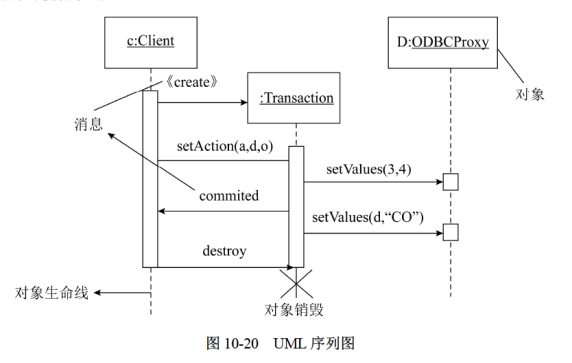 c:Client
D:ODBCProxy
《create》
:Transaction
对象
消息
setAction(a,d,o)
setValues(3,4)
commited
setValues(d,“CO”)
destroy
对象生命线
对象销毁
图 10-20 UML 序列图